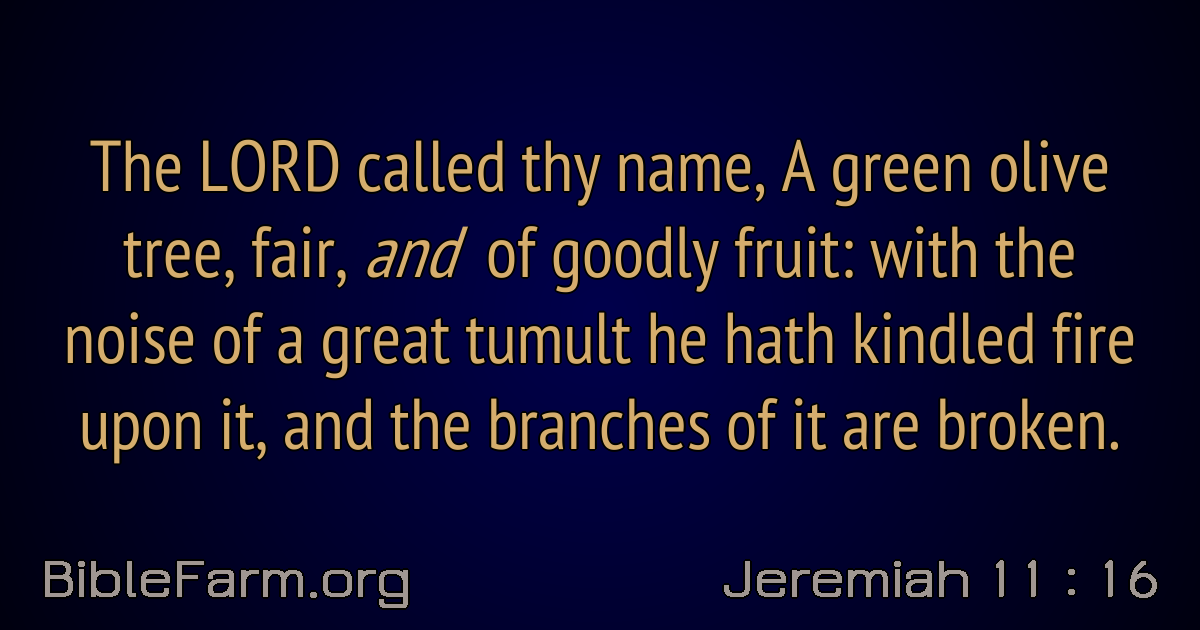 The LORD called thy name, A green olive
tree, fair, and of goodly fruit: with the
noise of a great tumult he hath kindled fire
upon it, and the branches of it are broken.
BibleFarm.org
Jeremiah 11 : 16